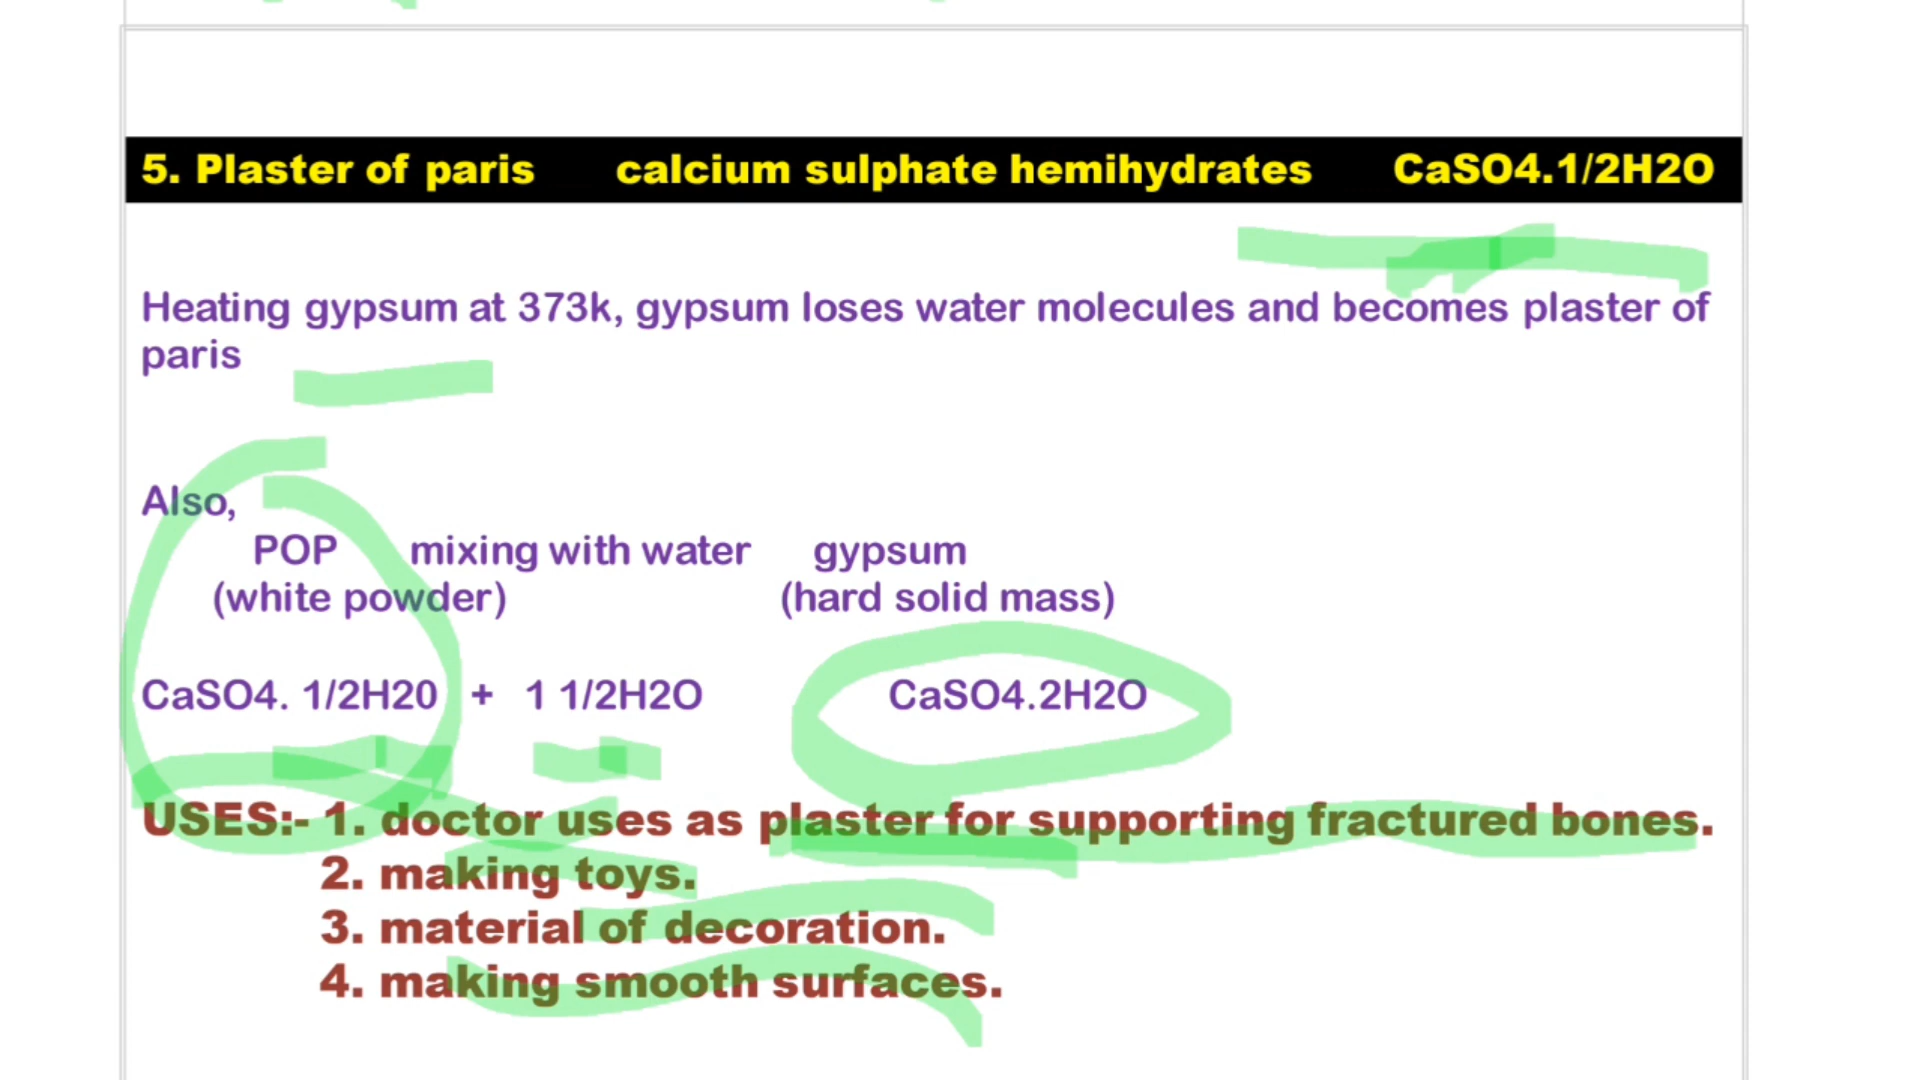 5. Plaster of paris calcium sulphate hemihydrates CaSO4.1/2H2O
Heating gypsum at 373k, gypsum loses water molecules and becomes plaster of
paris
Also,
POP mixing with water gypsum
(white powder) (hard solid mass)
CaSO4. 1/2H20 + 1 1/2H2O CaSO4.2H2O
USES:- 1. doctor uses as plaster for supporting fractured bones.
2. making toys.
3. material of decoration.
4. making smooth surfaces.